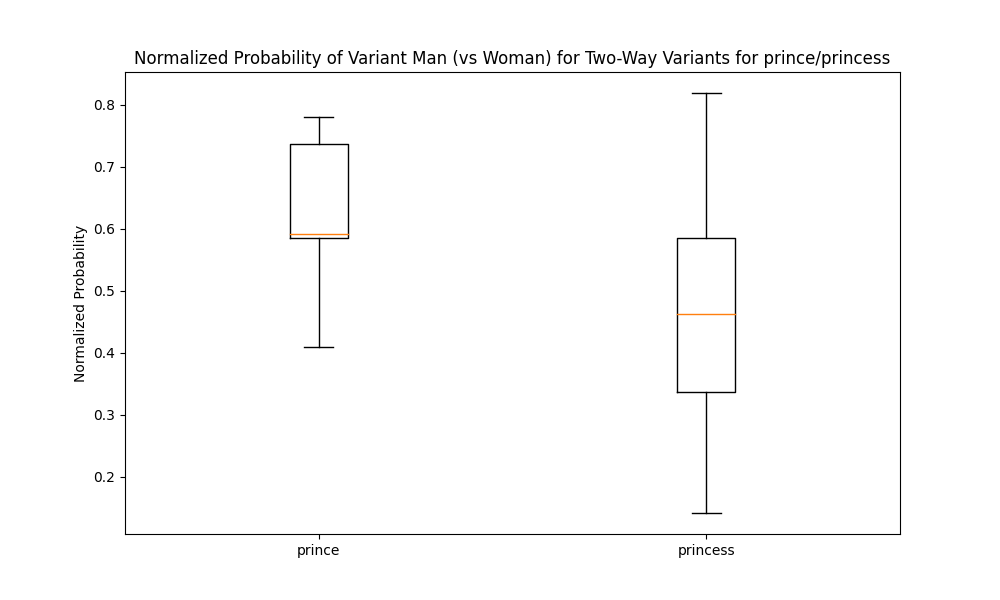 Normalized Probability of Variant Man (vs Woman) for Two-Way Variants for prince/princess
Normalized Probability
0.8
0.7
0.6
0.5
0.4
0.3
0.2
prince
princess